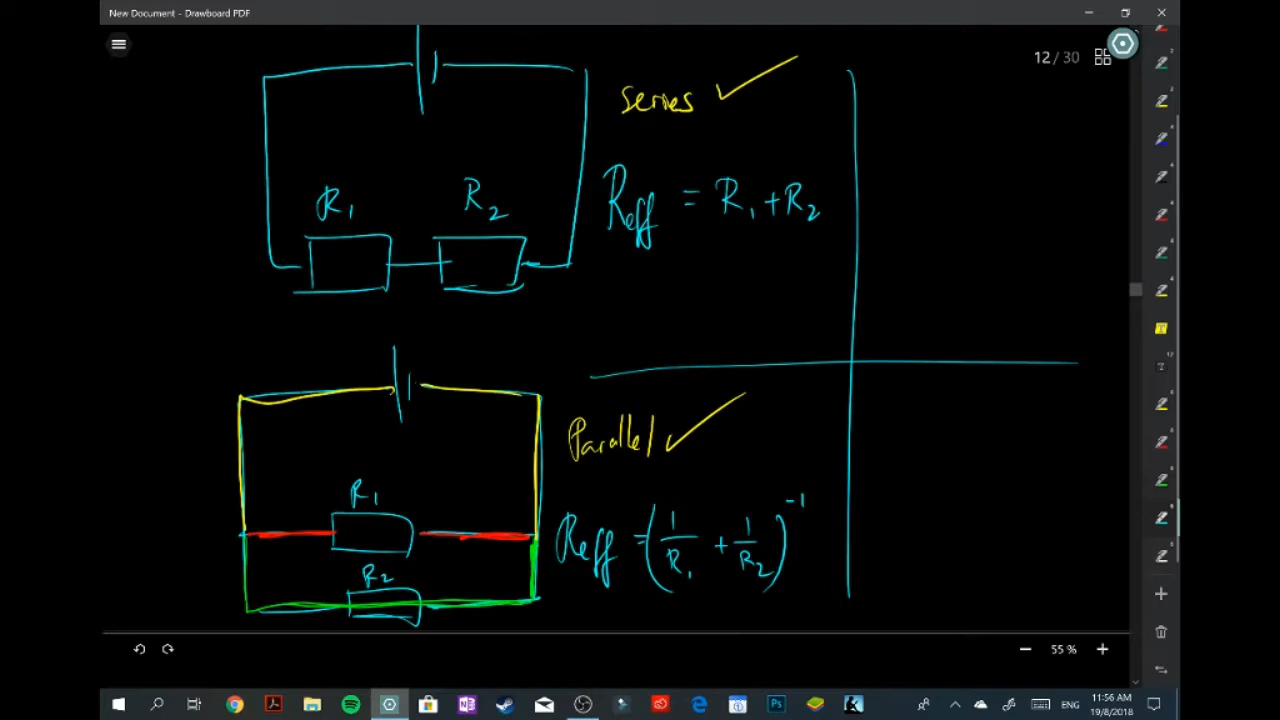 New Document - Drawboard PDF
12 / 30
Series
R1 R2
Reff = R1 + R2
Parallel
R1
Reff = (1/R1 + 1/R2)^-1
R2
55 %
ENG
11:56 AM
19/8/2018